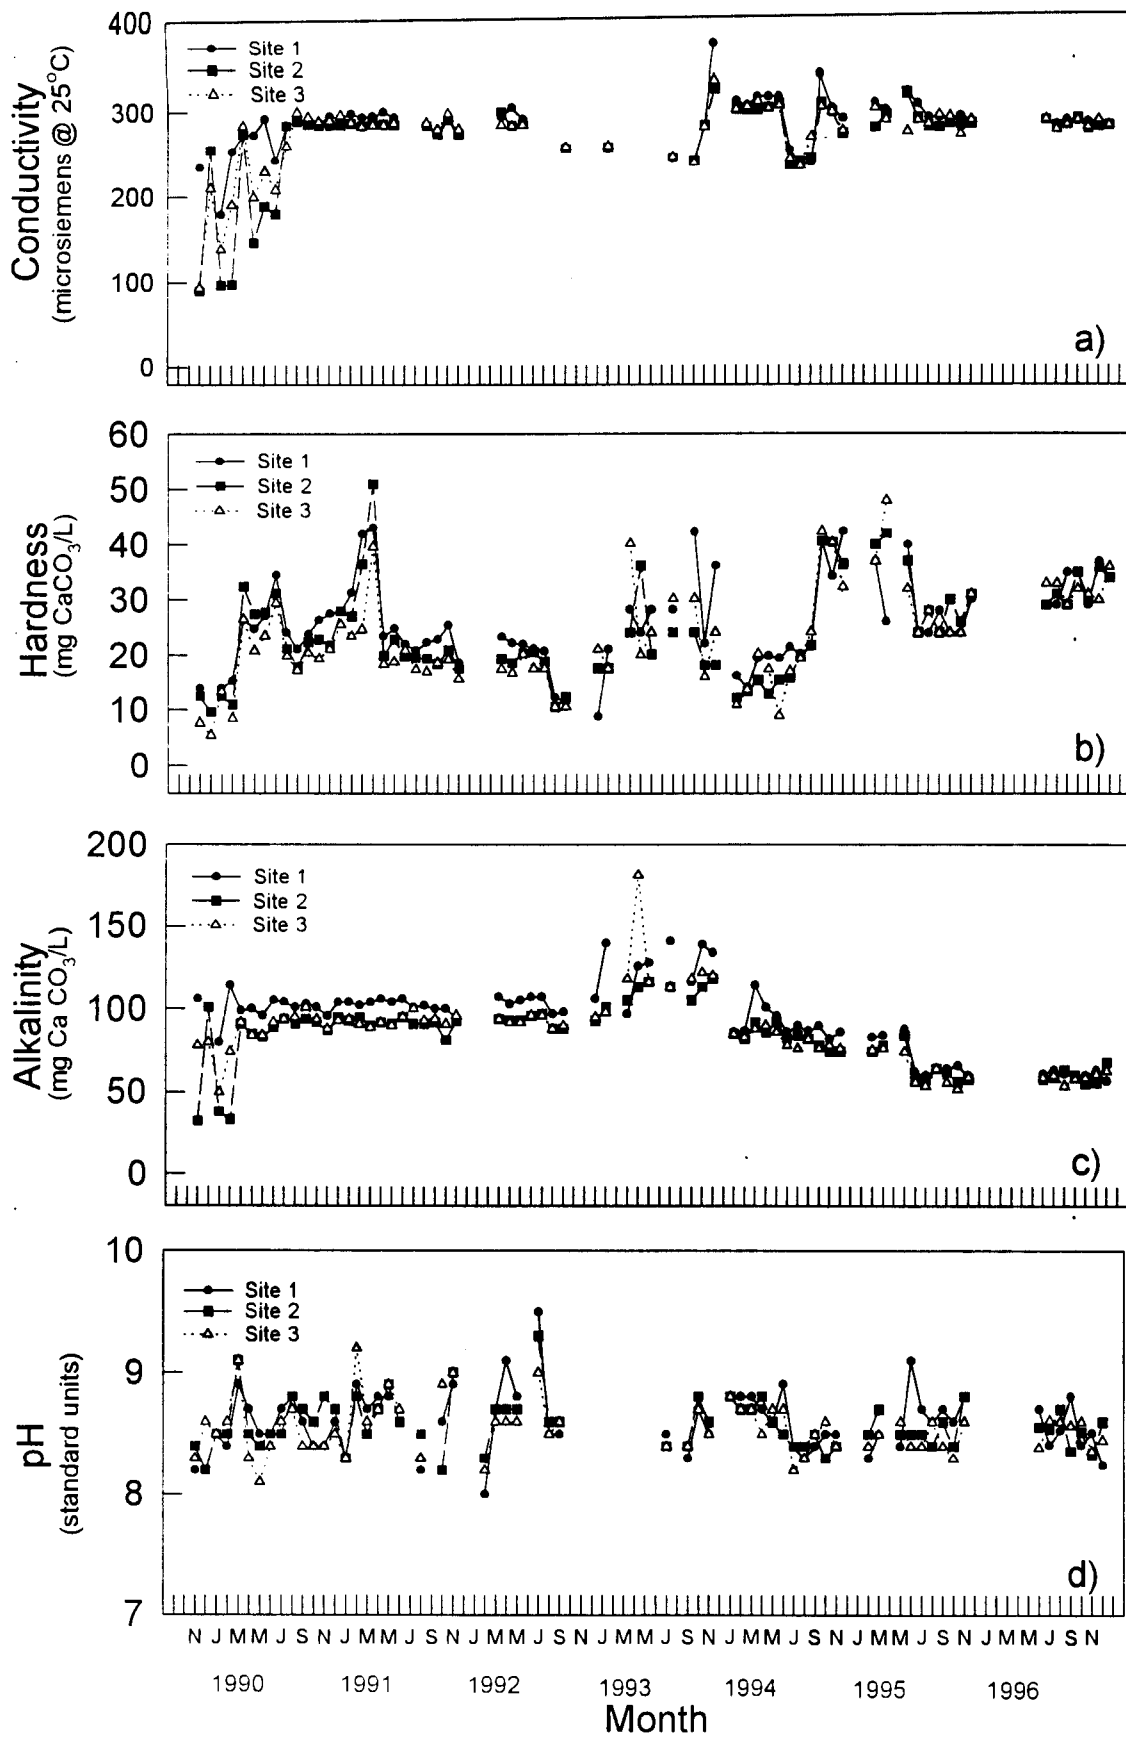 400
300
200
100
0
Conductivity
(microsiemens @ 25°C)
Site 1
Site 2
Site 3
a)
60
50
40
30
20
10
0
Hardness
(mg CaCO3/L)
Site 1
Site 2
Site 3
b)
200
150
100
50
0
Alkalinity
(mg Ca CO3/L)
Site 1
Site 2
Site 3
c)
10
9
8
7
pH
(standard units)
Site 1
Site 2
Site 3
d)
N J M M J S N J M M J S N J M M J S N J M M J S N J M M J S N J M M J S N J M M J S N
1990 1991 1992 1993 1994 1995 1996
Month